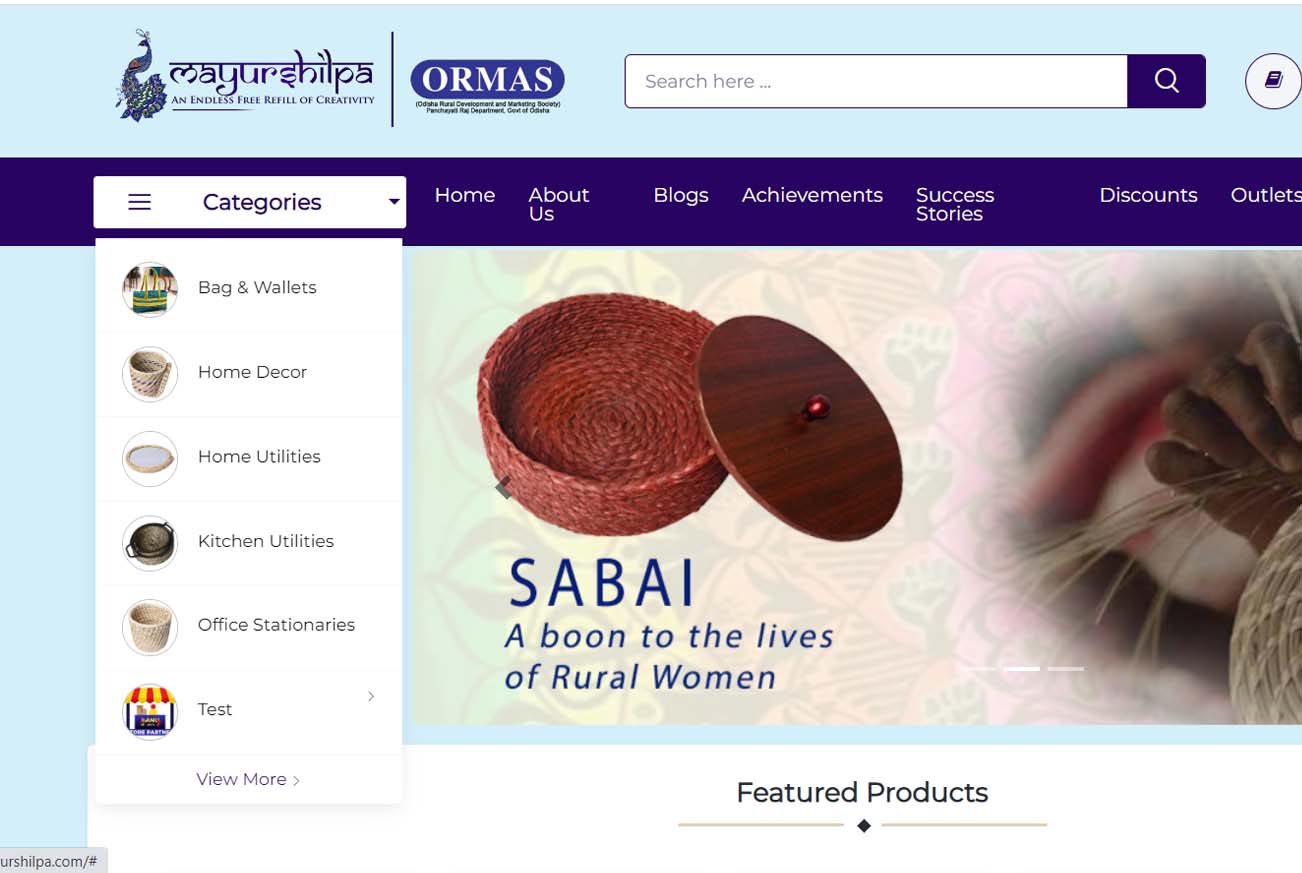 mayurshilpa
AN ENDLESS FREE REFILL OF CREATIVITY
ORMAS
(Odisha Rural Development and Marketing Society)
Panchayati Raj Department, Govt of Odisha
Search here ...
Categories
Home
About
Us
Blogs
Achievements
Success
Stories
Discounts
Outlets
Bag & Wallets
Home Decor
Home Utilities
Kitchen Utilities
Office Stationaries
Test
View More
SABAI
A boon to the lives
of Rural Women
Featured Products
urshilpa.com/#